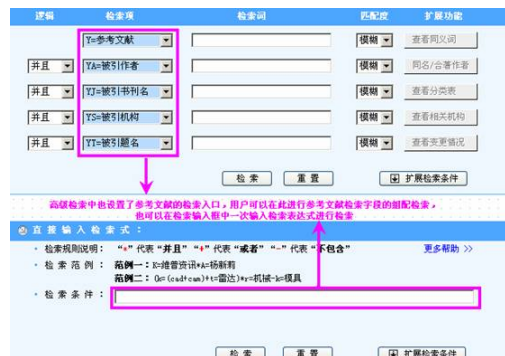 逻辑 检索项 检索词 匹配度 扩展功能
Y=参考文献 模糊 查看同义词
并且 YA=被引作者 模糊 同名/合著作者
并且 YJ=被引书刊名 模糊 查看分类表
并且 YS=被引机构 模糊 查看相关机构
并且 YT=被引题名 模糊 查看变更情况
检 索 重 置 扩展检索条件
高级检索中也设置了参考文献的检索入口,用户可以在此进行参考文献检索字段的组配检索,
也可以在检索输入框中一次输入检索表达式进行检索
直 接 输 入 检 索 式 :
· 检索规则说明: “*” 代表“并且” “+” 代表“或者” “-” 代表“不包含” 更多帮助 >>
· 检 索 范 例 : 范例一:K=维普资讯*A=杨新莉
范例二:(k=(cad+cam)+t=雷达)*r=机械-k=模具
· 检 索 条 件 :
检 索 重 置 扩展检索条件